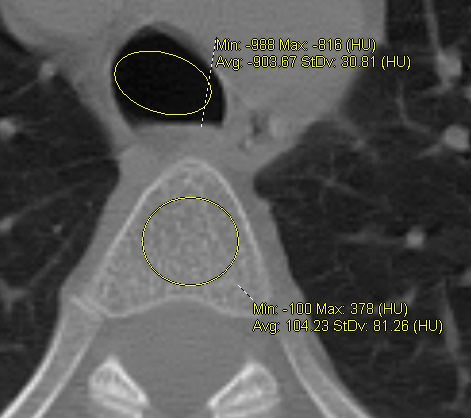 Min: -988 Max: -816 (HU)
Avg: -903.67 StDv: 30.81 (HU)
Min: -100 Max: 378 (HU)
Avg: 104.23 StDv: 81.26 (HU)